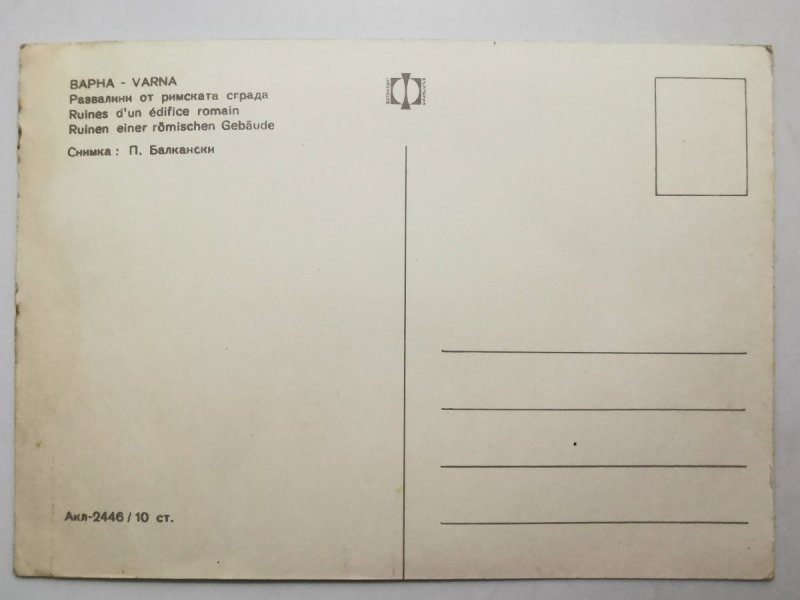 ВАРНА - VARNA
Развалини от римската сграда
Ruines d'un édifice romain
Ruinen einer römischen Gebäude
Снимка : П. Балкански
Акл-2446 / 10 ст.